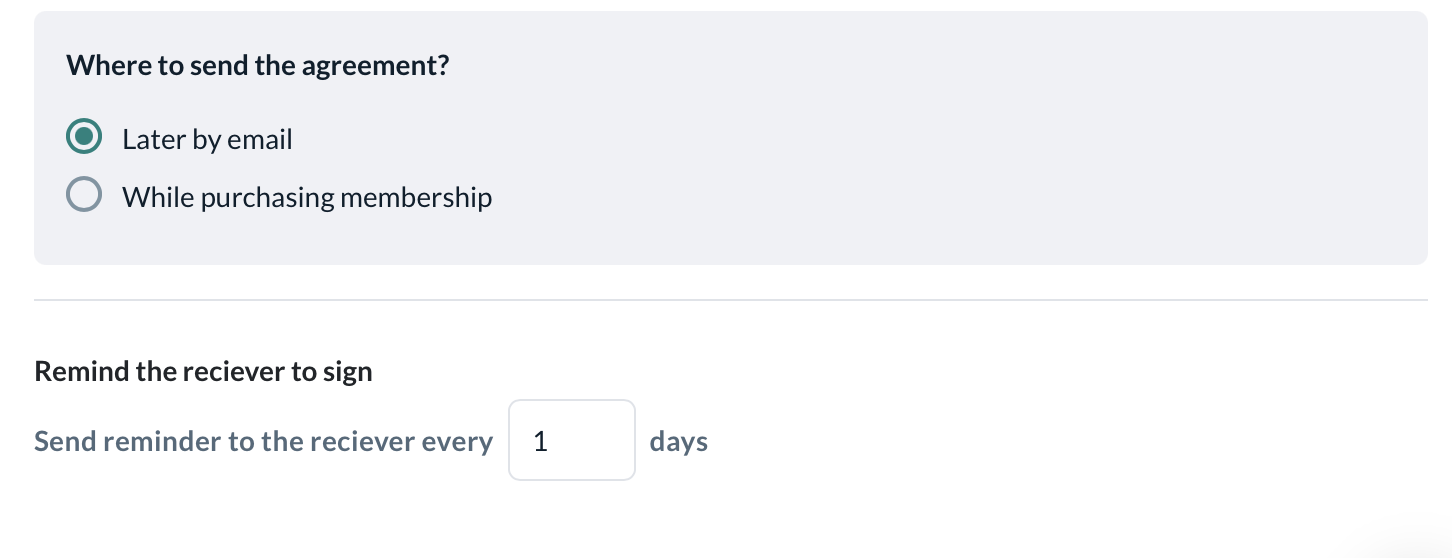 Where to send the agreement?
Later by email
While purchasing membership
Remind the reciever to sign
Send reminder to the reciever every 1 days